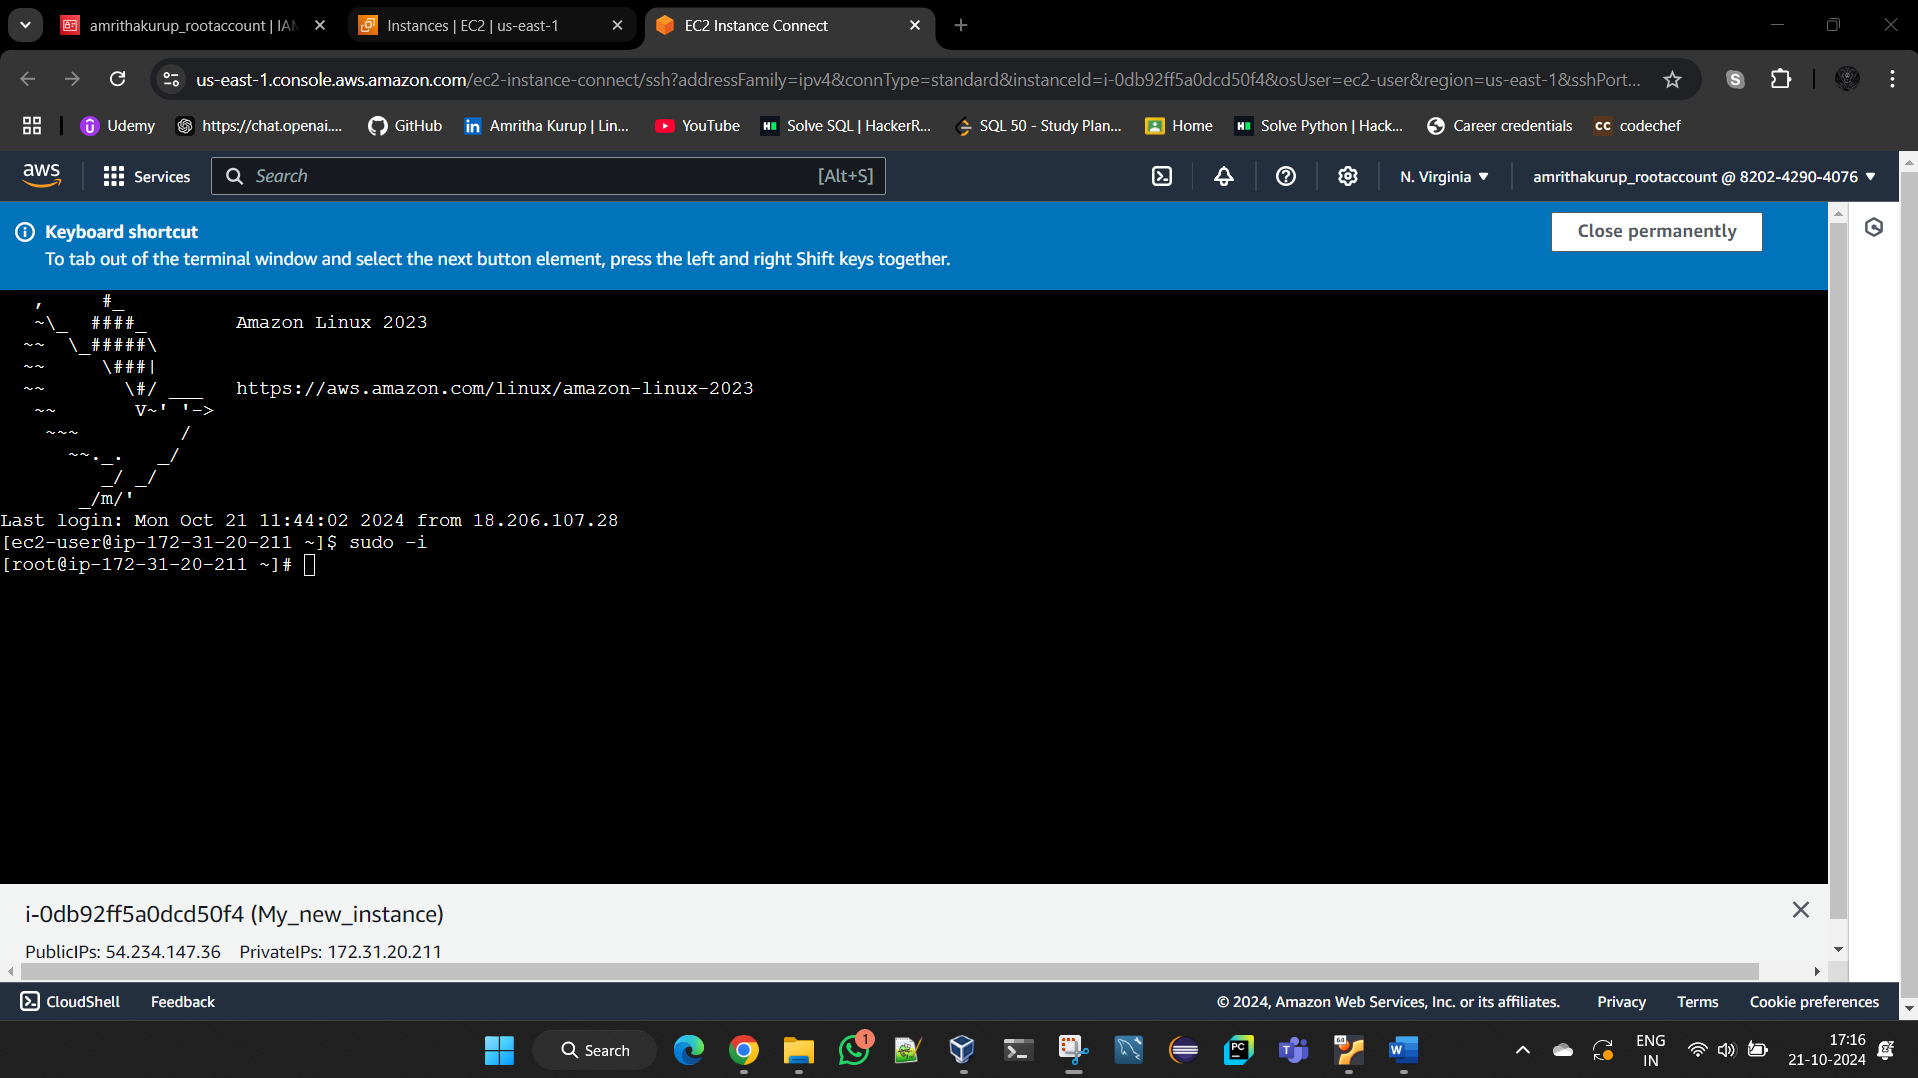 amrithakurup_rootaccount | IAM
Instances | EC2 | us-east-1
EC2 Instance Connect
us-east-1.console.aws.amazon.com/ec2-instance-connect/ssh?addressFamily=ipv4&connType=standard&instanceId=i-0db92ff5a0dcd50f4&osUser=ec2-user&region=us-east-1&sshPort...
Udemy
https://chat.openai....
GitHub
Amritha Kurup | Lin...
YouTube
Solve SQL | HackerR...
SQL 50 - Study Plan...
Home
Solve Python | Hack...
Career credentials
codechef
aws
Services
Search
[Alt+S]
N. Virginia
amrithakurup_rootaccount @ 8202-4290-4076
Keyboard shortcut
To tab out of the terminal window and select the next button element, press the left and right Shift keys together.
Close permanently
   ,     #_
   ~\_  ####_        Amazon Linux 2023
  ~~  \_#####\
  ~~     \###|
  ~~       \#/ ___   https://aws.amazon.com/linux/amazon-linux-2023
   ~~       V~' '->
    ~~~         /
      ~~._.   _/
         _/ _/
       _/m/'
Last login: Mon Oct 21 11:44:02 2024 from 18.206.107.28
[ec2-user@ip-172-31-20-211 ~]$ sudo -i
[root@ip-172-31-20-211 ~]#
i-0db92ff5a0dcd50f4 (My_new_instance)
PublicIPs: 54.234.147.36 PrivateIPs: 172.31.20.211
CloudShell
Feedback
© 2024, Amazon Web Services, Inc. or its affiliates.
Privacy
Terms
Cookie preferences
Search
1
ENG
IN
17:16
21-10-2024